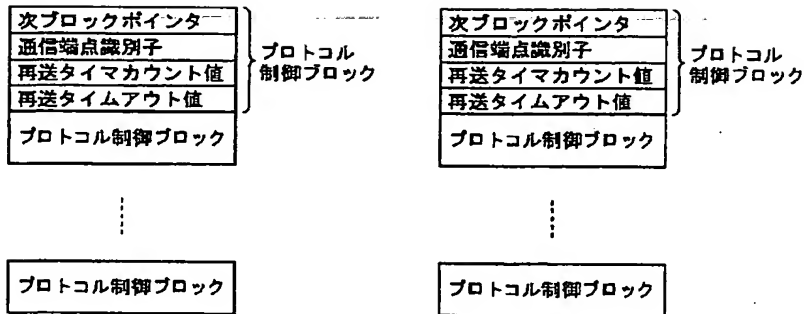 次ブロックポインタ
通信端点識別子
再送タイマカウント値
再送タイムアウト値
プロトコル
制御ブロック
プロトコル制御ブロック
プロトコル制御ブロック
次ブロックポインタ
通信端点識別子
再送タイマカウント値
再送タイムアウト値
プロトコル
制御ブロック
プロトコル制御ブロック
プロトコル制御ブロック